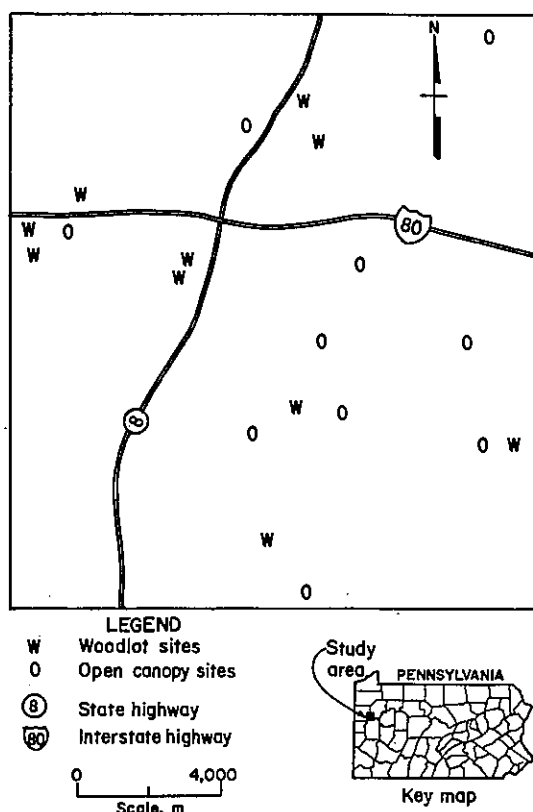 N
O
W
O
W
W
80
W O
W
W O
W
O O
W O
8
O
O W
W
O
LEGEND
W Woodlot sites
O Open canopy sites
8 State highway
80 Interstate highway
0 4,000
Scale, m
Study
area
PENNSYLVANIA
Key map